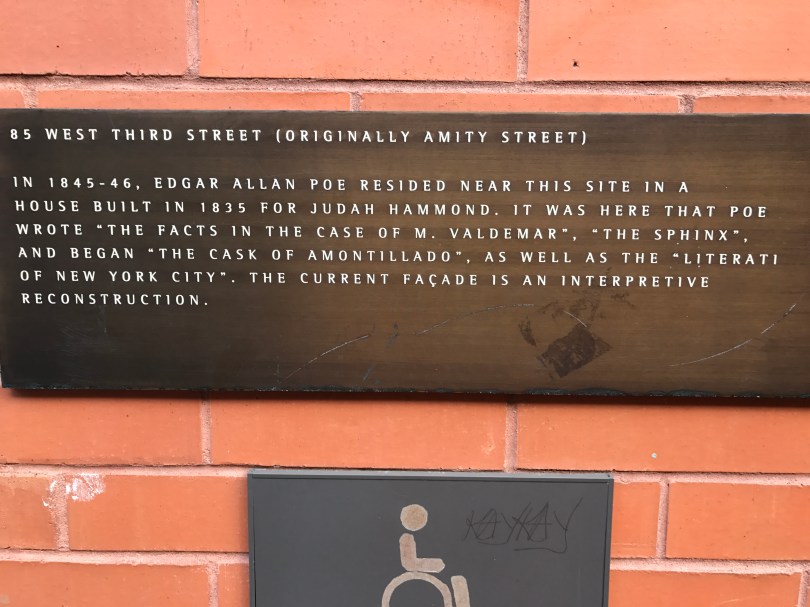 85 WEST THIRD STREET (ORIGINALLY AMITY STREET)
IN 1845-46, EDGAR ALLAN POE RESIDED NEAR THIS SITE IN A
HOUSE BUILT IN 1835 FOR JUDAH HAMMOND. IT WAS HERE THAT POE
WROTE “THE FACTS IN THE CASE OF M. VALDEMAR”, “THE SPHINX”,
AND BEGAN “THE CASK OF AMONTILLADO”, AS WELL AS THE “LITERATI
OF NEW YORK CITY”. THE CURRENT FAÇADE IS AN INTERPRETIVE
RECONSTRUCTION.